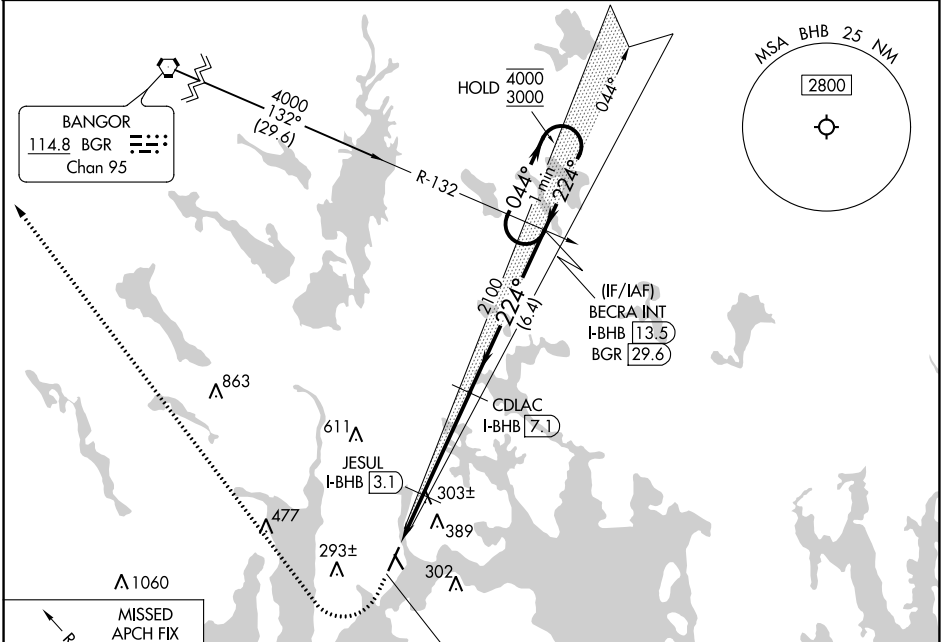 MSA BHB 25 NM
2800
HOLD 4000
3000
044°
4000
132°
(29.6)
BANGOR
114.8 BGR
Chan 95
R-132
044°
1 min
224°
2100
224°
(6.4)
(IF/IAF)
BECRA INT
I-BHB 13.5
BGR 29.6
863
CDLAC
I-BHB 7.1
611
JESUL
I-BHB 3.1
303±
389
477
293±
302
1060
MISSED
APCH FIX